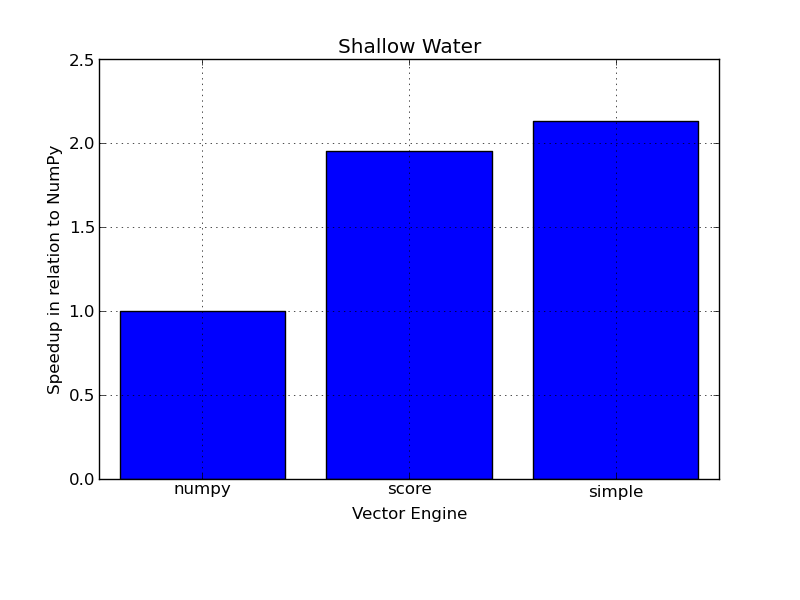 Shallow Water
2.5
2.0
1.5
1.0
0.5
0.0
Speedup in relation to NumPy
numpy score simple
Vector Engine